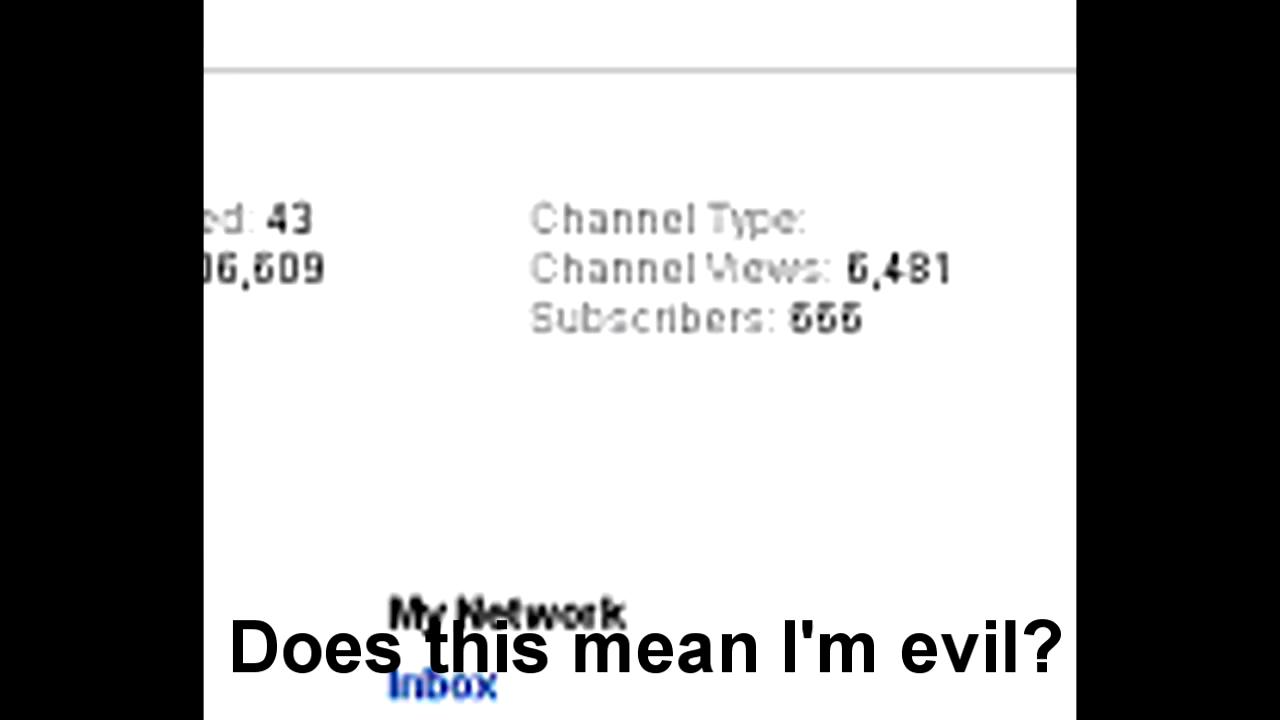 ed: 43
06,609
Channel Type:
Channel Views: 6,481
Subscribers: 666
My Network
Does this mean I'm evil?
Inbox